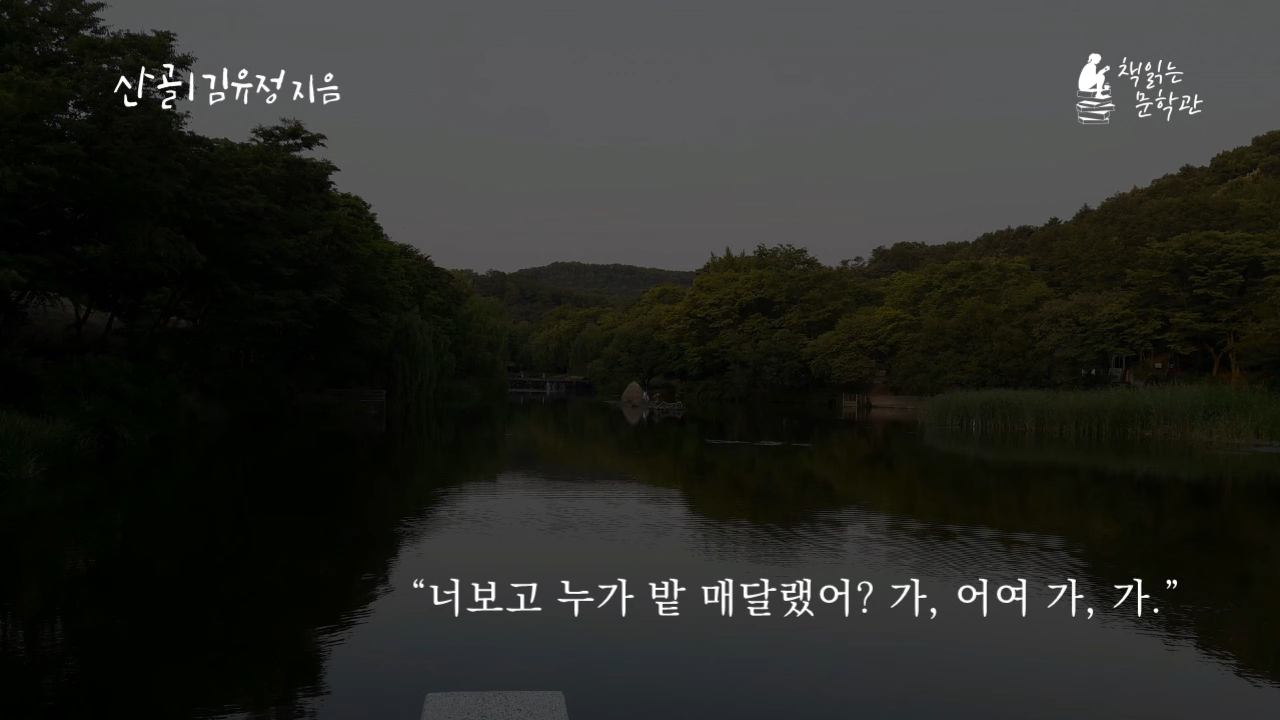 산골 | 김유정 지음
책읽는
문학관
“너보고 누가 밭 매달랬어? 가, 어여 가, 가.”